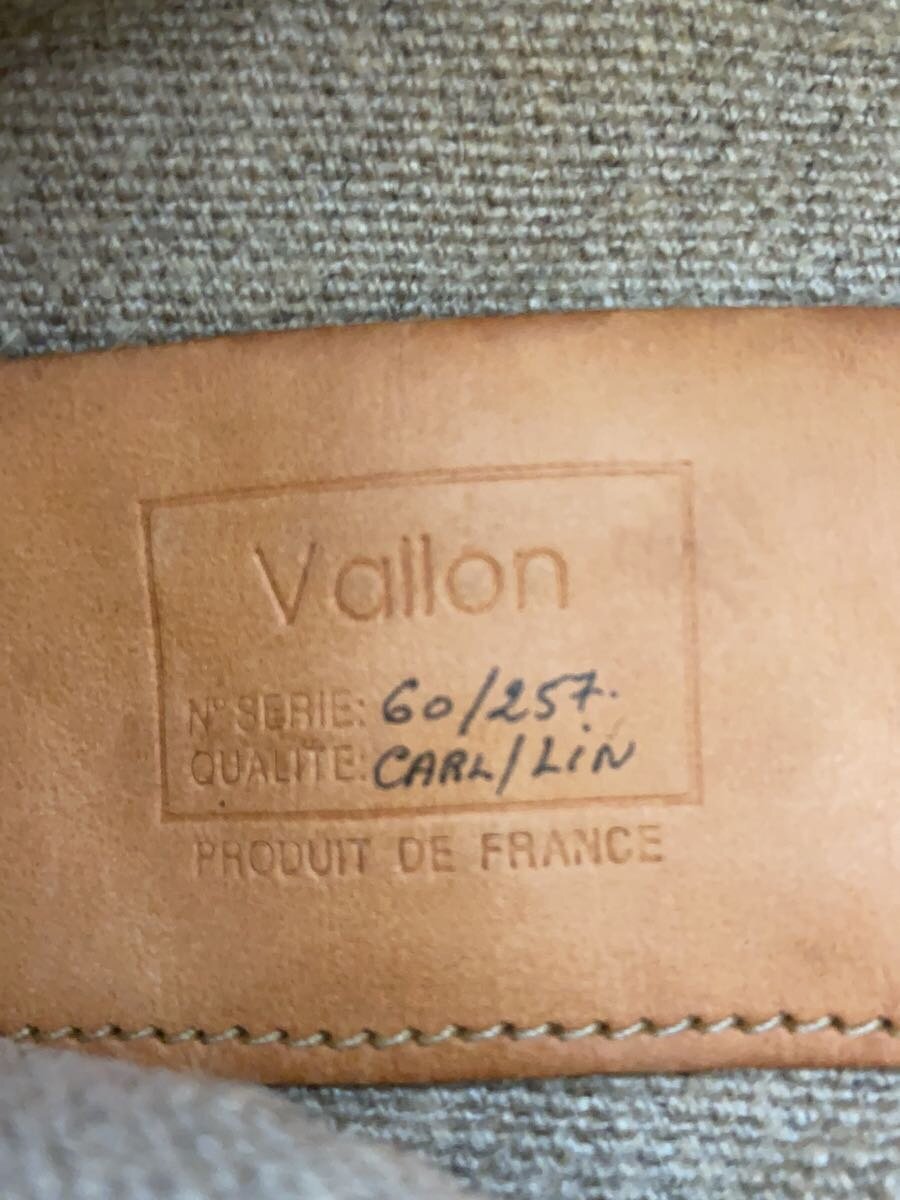 Vallon
N° SERIE: 60/257.
QUALITE: CARL/LiN
PRODUIT DE FRANCE